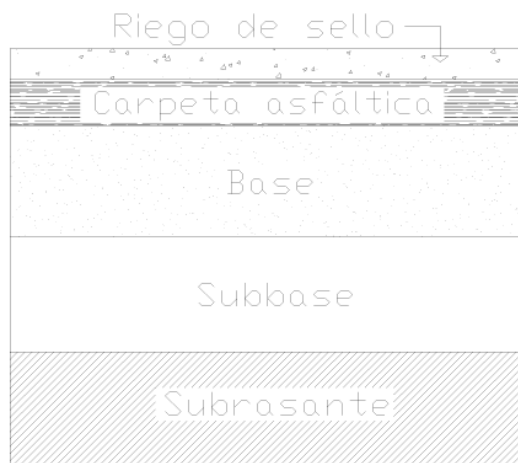 Riego de sello
Carpeta asfáltica
Base
Subbase
Subrasante